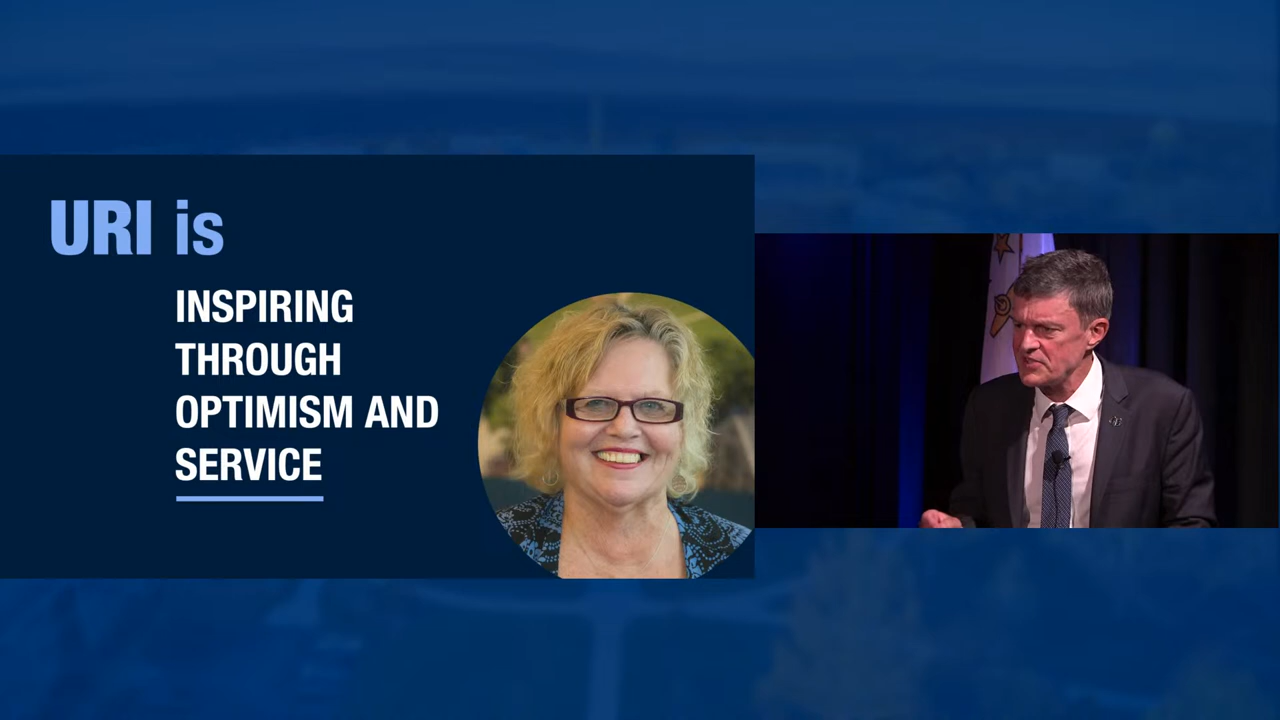 URI is
INSPIRING
THROUGH
OPTIMISM AND
SERVICE